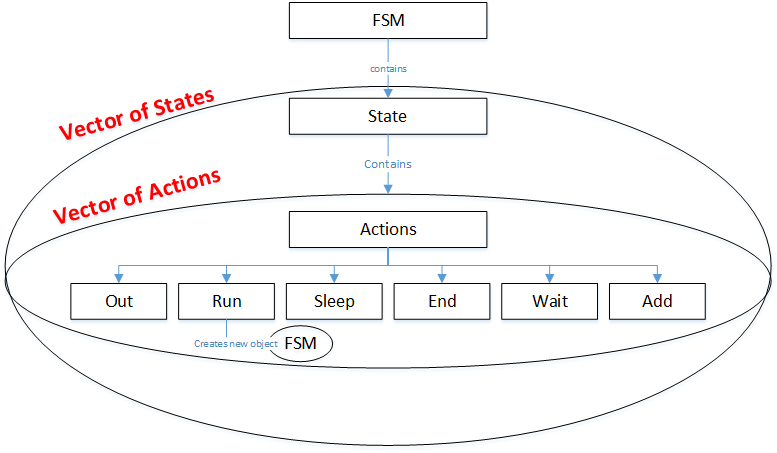 FSM
contains
Vector of States
State
Contains
Vector of Actions
Actions
Out
Run
Sleep
End
Wait
Add
Creates new object
FSM